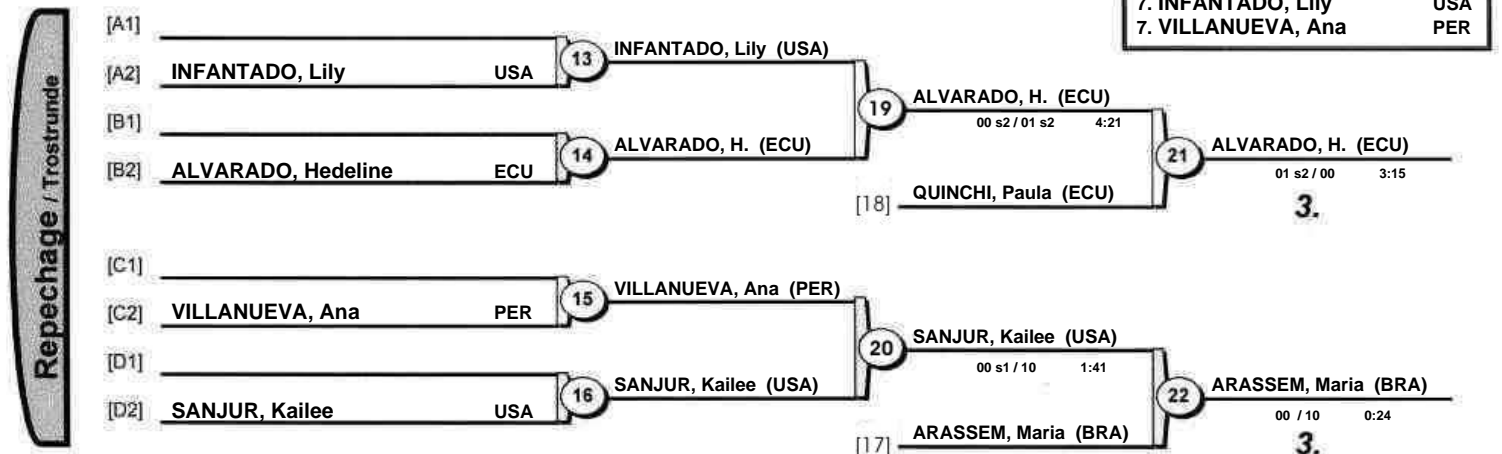 7. INFANTADO, Lily USA
7. VILLANUEVA, Ana PER
Repechage / Trostrunde
[A1]
[A2] INFANTADO, Lily USA
13
INFANTADO, Lily (USA)
[B1]
[B2] ALVARADO, Hedeline ECU
14
ALVARADO, H. (ECU)
19
ALVARADO, H. (ECU)
00 s2 / 01 s2 4:21
[18] QUINCHI, Paula (ECU)
21
ALVARADO, H. (ECU)
01 s2 / 00 3:15
3.
[C1]
[C2] VILLANUEVA, Ana PER
15
VILLANUEVA, Ana (PER)
[D1]
[D2] SANJUR, Kailee USA
16
SANJUR, Kailee (USA)
20
SANJUR, Kailee (USA)
00 s1 / 10 1:41
[17] ARASSEM, Maria (BRA)
22
ARASSEM, Maria (BRA)
00 / 10 0:24
3.